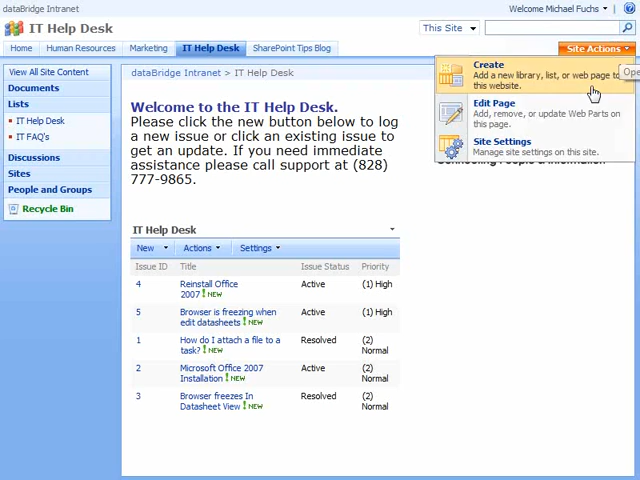 dataBridge Intranet
Welcome Michael Fuchs
IT Help Desk
This Site
Home
Human Resources
Marketing
IT Help Desk
SharePoint Tips Blog
Site Actions
View All Site Content
Documents
Lists
IT Help Desk
IT FAQ's
Discussions
Sites
People and Groups
Recycle Bin
dataBridge Intranet > IT Help Desk
Create
Add a new library, list, or web page to
this website.
Edit Page
Add, remove, or update Web Parts on
this page.
Site Settings
Manage site settings on this site.
Welcome to the IT Help Desk.
Please click the new button below to log
a new issue or click an existing issue to
get an update. If you need immediate
assistance please call support at (828)
777-9865.
IT Help Desk
New
Actions
Settings
Issue ID
Title
Issue Status
Priority
4
Reinstall Office
2007 ! NEW
Active
(1) High
5
Browser is freezing when
edit datasheets ! NEW
Active
(1) High
1
How do I attach a file to a
task? ! NEW
Resolved
(2)
Normal
2
Microsoft Office 2007
Installation ! NEW
Active
(2)
Normal
3
Browser freezes In
Datasheet View ! NEW
Resolved
(2)
Normal